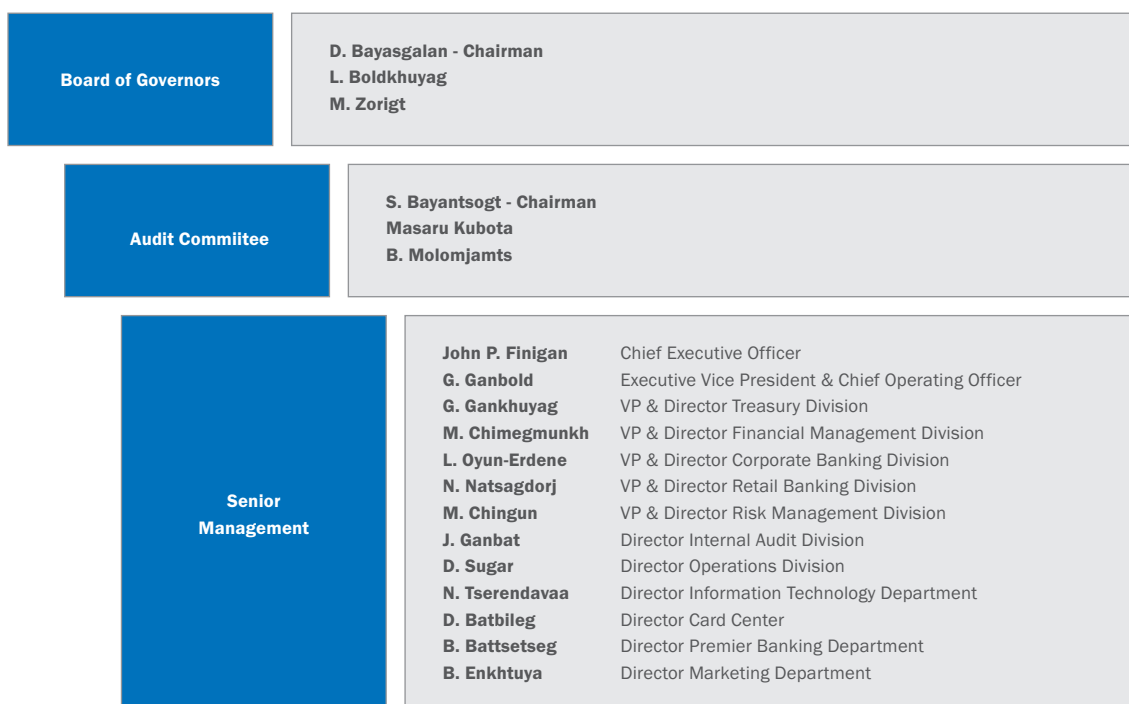 Board of Governors
D. Bayasgalan - Chairman
L. Boldkhuyag
M. Zorigt
Audit Commiitee
S. Bayantsogt - Chairman
Masaru Kubota
B. Molomjamts
Senior
Management
John P. Finigan Chief Executive Officer
G. Ganbold Executive Vice President & Chief Operating Officer
G. Gankhuyag VP & Director Treasury Division
M. Chimegmunkh VP & Director Financial Management Division
L. Oyun-Erdene VP & Director Corporate Banking Division
N. Natsagdorj VP & Director Retail Banking Division
M. Chingun VP & Director Risk Management Division
J. Ganbat Director Internal Audit Division
D. Sugar Director Operations Division
N. Tserendavaa Director Information Technology Department
D. Batbileg Director Card Center
B. Battsetseg Director Premier Banking Department
B. Enkhtuya Director Marketing Department